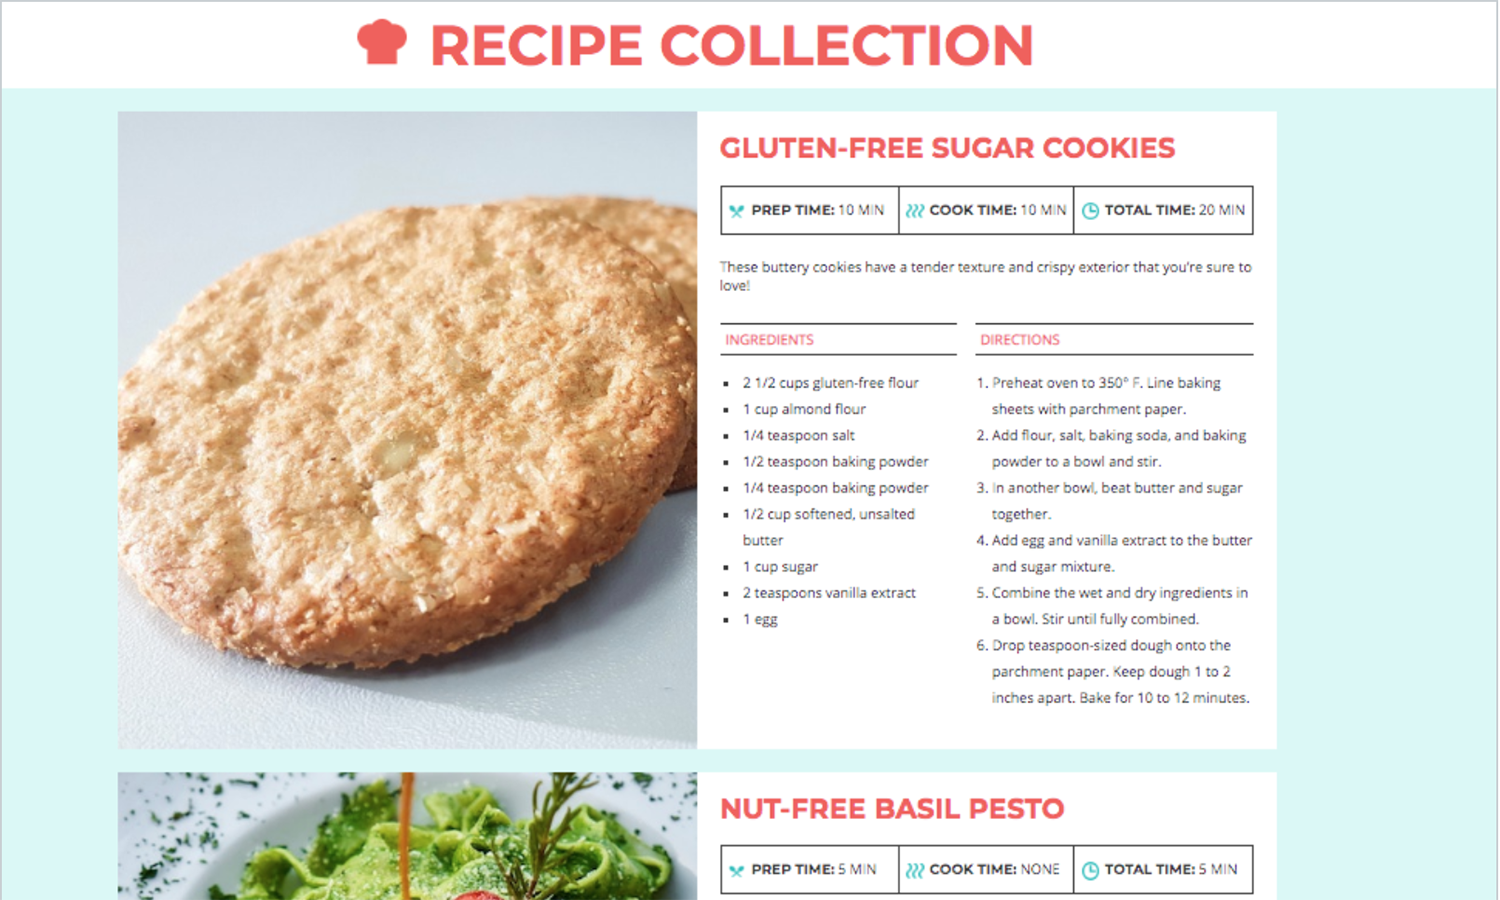 RECIPE COLLECTION
GLUTEN-FREE SUGAR COOKIES
PREP TIME: 10 MIN COOK TIME: 10 MIN TOTAL TIME: 20 MIN
These buttery cookies have a tender texture and crispy exterior that you're sure to
love!
INGREDIENTS
▪ 2 1/2 cups gluten-free flour
▪ 1 cup almond flour
▪ 1/4 teaspoon salt
▪ 1/2 teaspoon baking powder
▪ 1/4 teaspoon baking powder
▪ 1/2 cup softened, unsalted
butter
▪ 1 cup sugar
▪ 2 teaspoons vanilla extract
▪ 1 egg
DIRECTIONS
1. Preheat oven to 350° F. Line baking
sheets with parchment paper.
2. Add flour, salt, baking soda, and baking
powder to a bowl and stir.
3. In another bowl, beat butter and sugar
together.
4. Add egg and vanilla extract to the butter
and sugar mixture.
5. Combine the wet and dry ingredients in
a bowl. Stir until fully combined.
6. Drop teaspoon-sized dough onto the
parchment paper. Keep dough 1 to 2
inches apart. Bake for 10 to 12 minutes.
NUT-FREE BASIL PESTO
PREP TIME: 5 MIN COOK TIME: NONE TOTAL TIME: 5 MIN